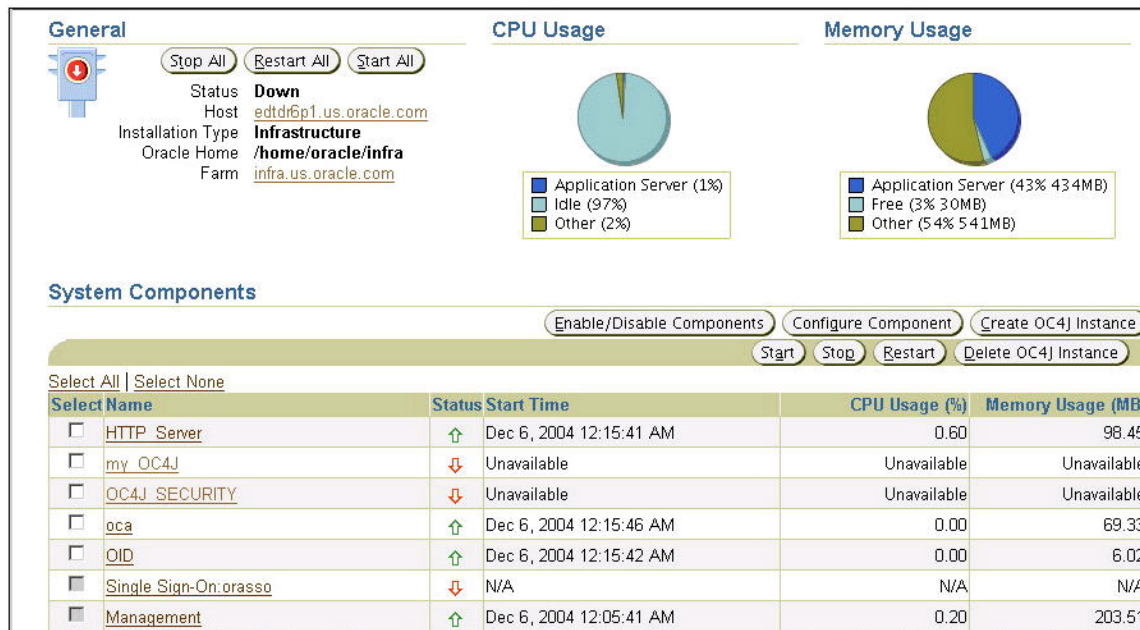 General
Stop All Restart All Start All
Status Down
Host edtdr6p1.us.oracle.com
Installation Type Infrastructure
Oracle Home /home/oracle/infra
Farm infra.us.oracle.com
CPU Usage
Application Server (1%)
Idle (97%)
Other (2%)
Memory Usage
Application Server (43% 434MB)
Free (3% 30MB)
Other (54% 541MB)
System Components
Enable/Disable Components Configure Component Create OC4J Instance
Start Stop Restart Delete OC4J Instance
Select All | Select None
Select Name Status Start Time CPU Usage (%) Memory Usage (MB
HTTP_Server Dec 6, 2004 12:15:41 AM 0.60 98.45
my_OC4J Unavailable Unavailable Unavailable
OC4J_SECURITY Unavailable Unavailable Unavailable
oca Dec 6, 2004 12:15:46 AM 0.00 69.33
OID Dec 6, 2004 12:15:42 AM 0.00 6.02
Single Sign-On:orasso N/A N/A N/A
Management Dec 6, 2004 12:05:41 AM 0.20 203.51